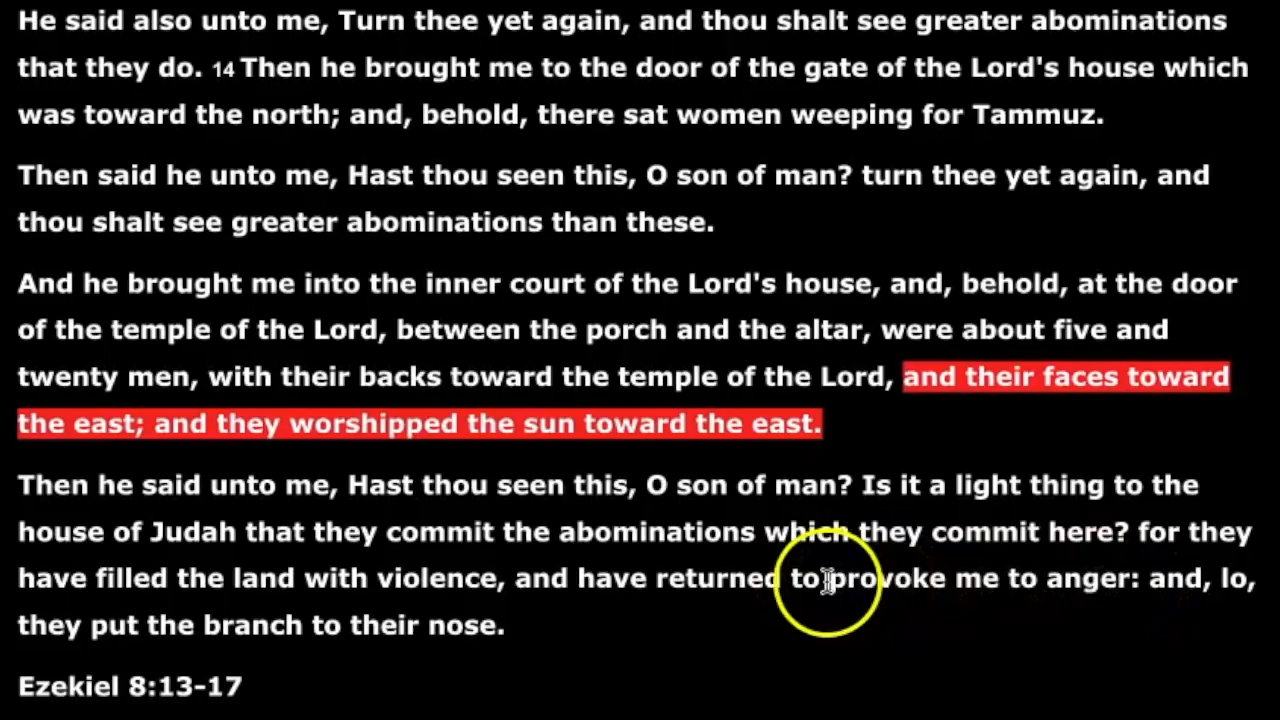 He said also unto me, Turn thee yet again, and thou shalt see greater abominations
that they do. 14 Then he brought me to the door of the gate of the Lord's house which
was toward the north; and, behold, there sat women weeping for Tammuz.
Then said he unto me, Hast thou seen this, O son of man? turn thee yet again, and
thou shalt see greater abominations than these.
And he brought me into the inner court of the Lord's house, and, behold, at the door
of the temple of the Lord, between the porch and the altar, were about five and
twenty men, with their backs toward the temple of the Lord, and their faces toward
the east; and they worshipped the sun toward the east.
Then he said unto me, Hast thou seen this, O son of man? Is it a light thing to the
house of Judah that they commit the abominations which they commit here? for they
have filled the land with violence, and have returned to provoke me to anger: and, lo,
they put the branch to their nose.
Ezekiel 8:13-17